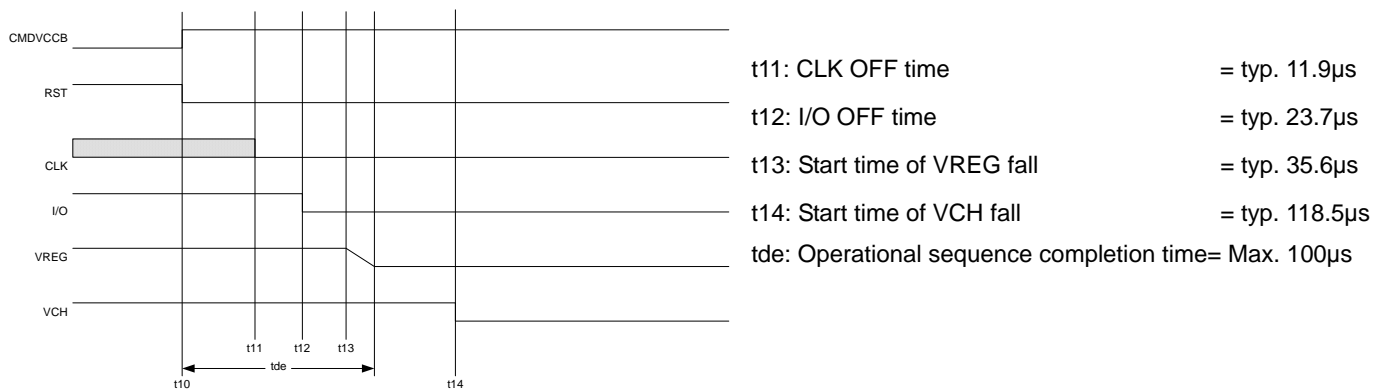 CMDVCCB
RST
CLK
I/O
VREG
VCH
t11 t12 t13
tde
t10 t14
t11: CLK OFF time = typ. 11.9µs
t12: I/O OFF time = typ. 23.7µs
t13: Start time of VREG fall = typ. 35.6µs
t14: Start time of VCH fall = typ. 118.5µs
tde: Operational sequence completion time= Max. 100µs